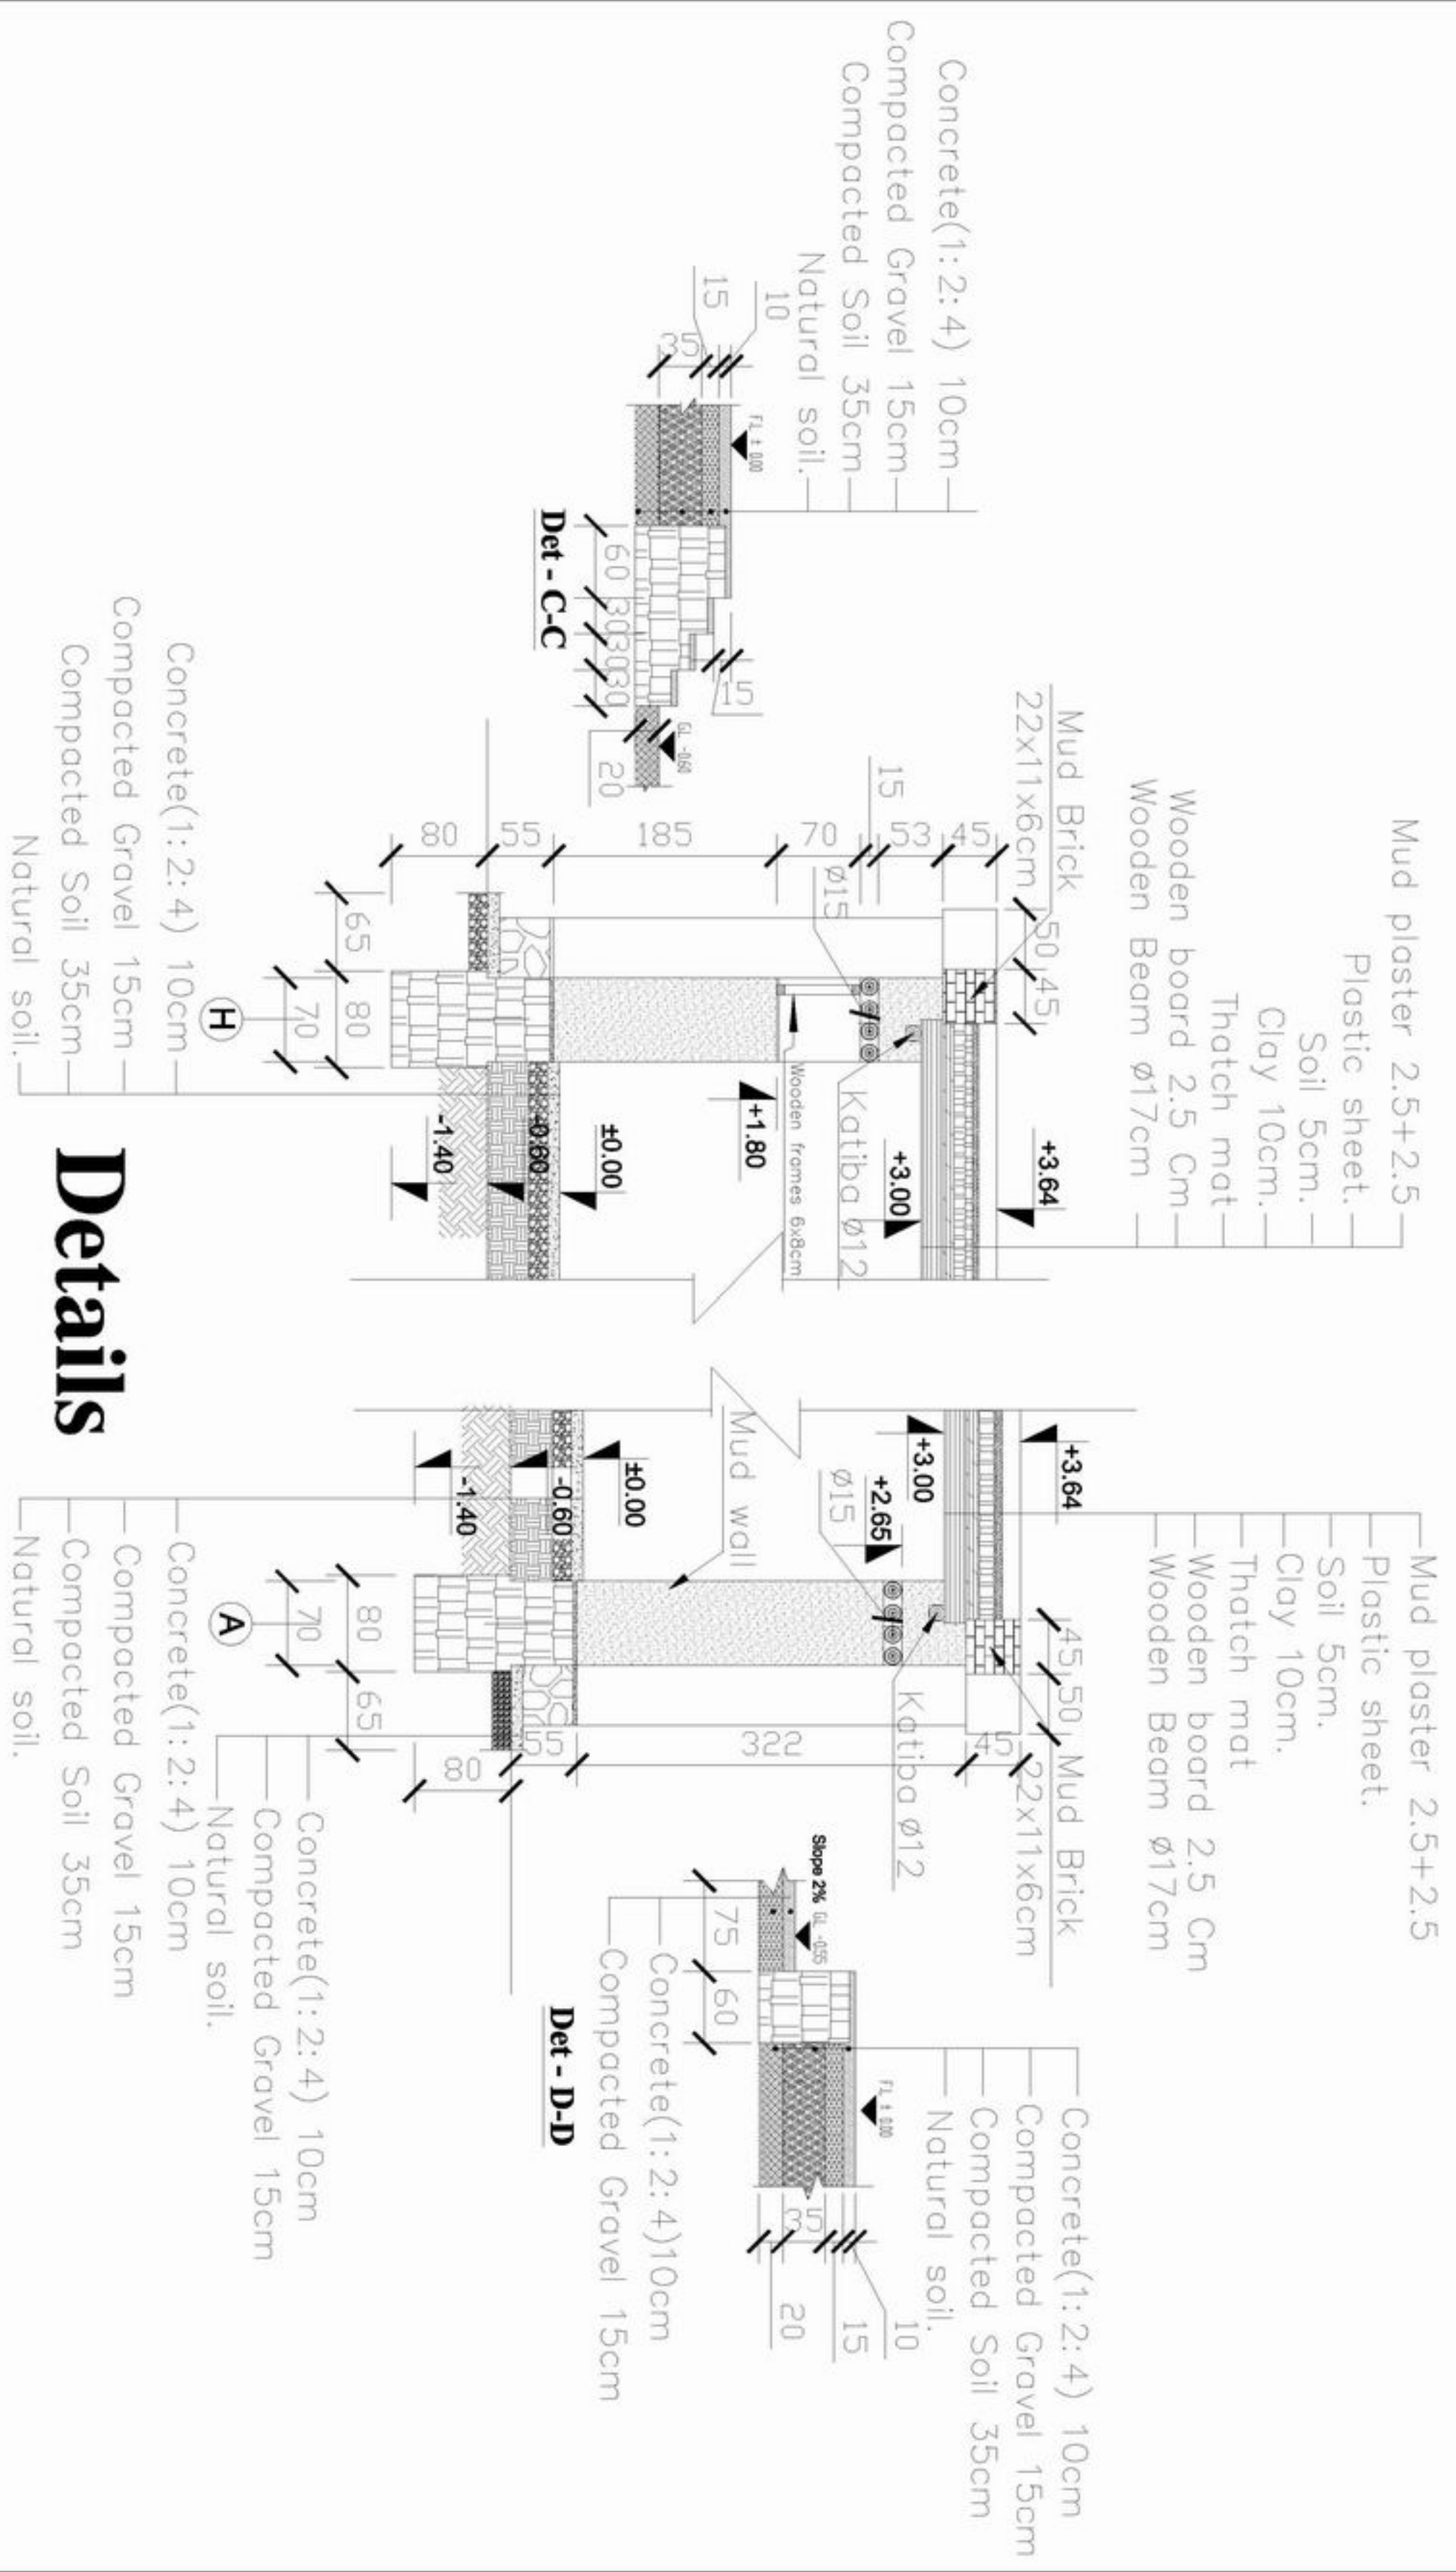 Mud plaster 2.5+2.5
Plastic sheet.
Soil 5cm.
Clay 10cm.
Thatch mat
Wooden board 2.5 Cm
Wooden Beam Ø17cm
Mud Brick
22x11x6cm
50
45
+3.64
45
53
15
70
185
55
80
Ø15
+3.00
Katiba Ø12
Wooden frames 6x8cm
+1.80
±0.00
-0.60
-1.40
65
80
70
H
Concrete(1:2:4) 10cm
Compacted Gravel 15cm
Compacted Soil 35cm
Natural soil.
Concrete(1:2:4) 10cm
Compacted Gravel 15cm
Compacted Soil 35cm
Natural soil.
10
15
35
F.L ± 0.00
15
GL -0.60
20
60
30
30
30
Det - C-C
Mud plaster 2.5+2.5
Plastic sheet.
Soil 5cm.
Clay 10cm.
Thatch mat
Wooden board 2.5 Cm
Wooden Beam Ø17cm
Mud Brick
22x11x6cm
45
50
+3.64
+3.00
+2.65
Ø15
Katiba Ø12
Mud wall
45
322
55
80
±0.00
-0.60
-1.40
80
65
70
A
Concrete(1:2:4) 10cm
Compacted Gravel 15cm
Natural soil.
Concrete(1:2:4) 10cm
Compacted Gravel 15cm
Compacted Soil 35cm
Natural soil.
Concrete(1:2:4) 10cm
Compacted Gravel 15cm
Compacted Soil 35cm
Natural soil.
F.L ± 0.00
Slope 2%
GL -0.55
10
15
35
20
75
60
Concrete(1:2:4)10cm
Compacted Gravel 15cm
Det - D-D
Details